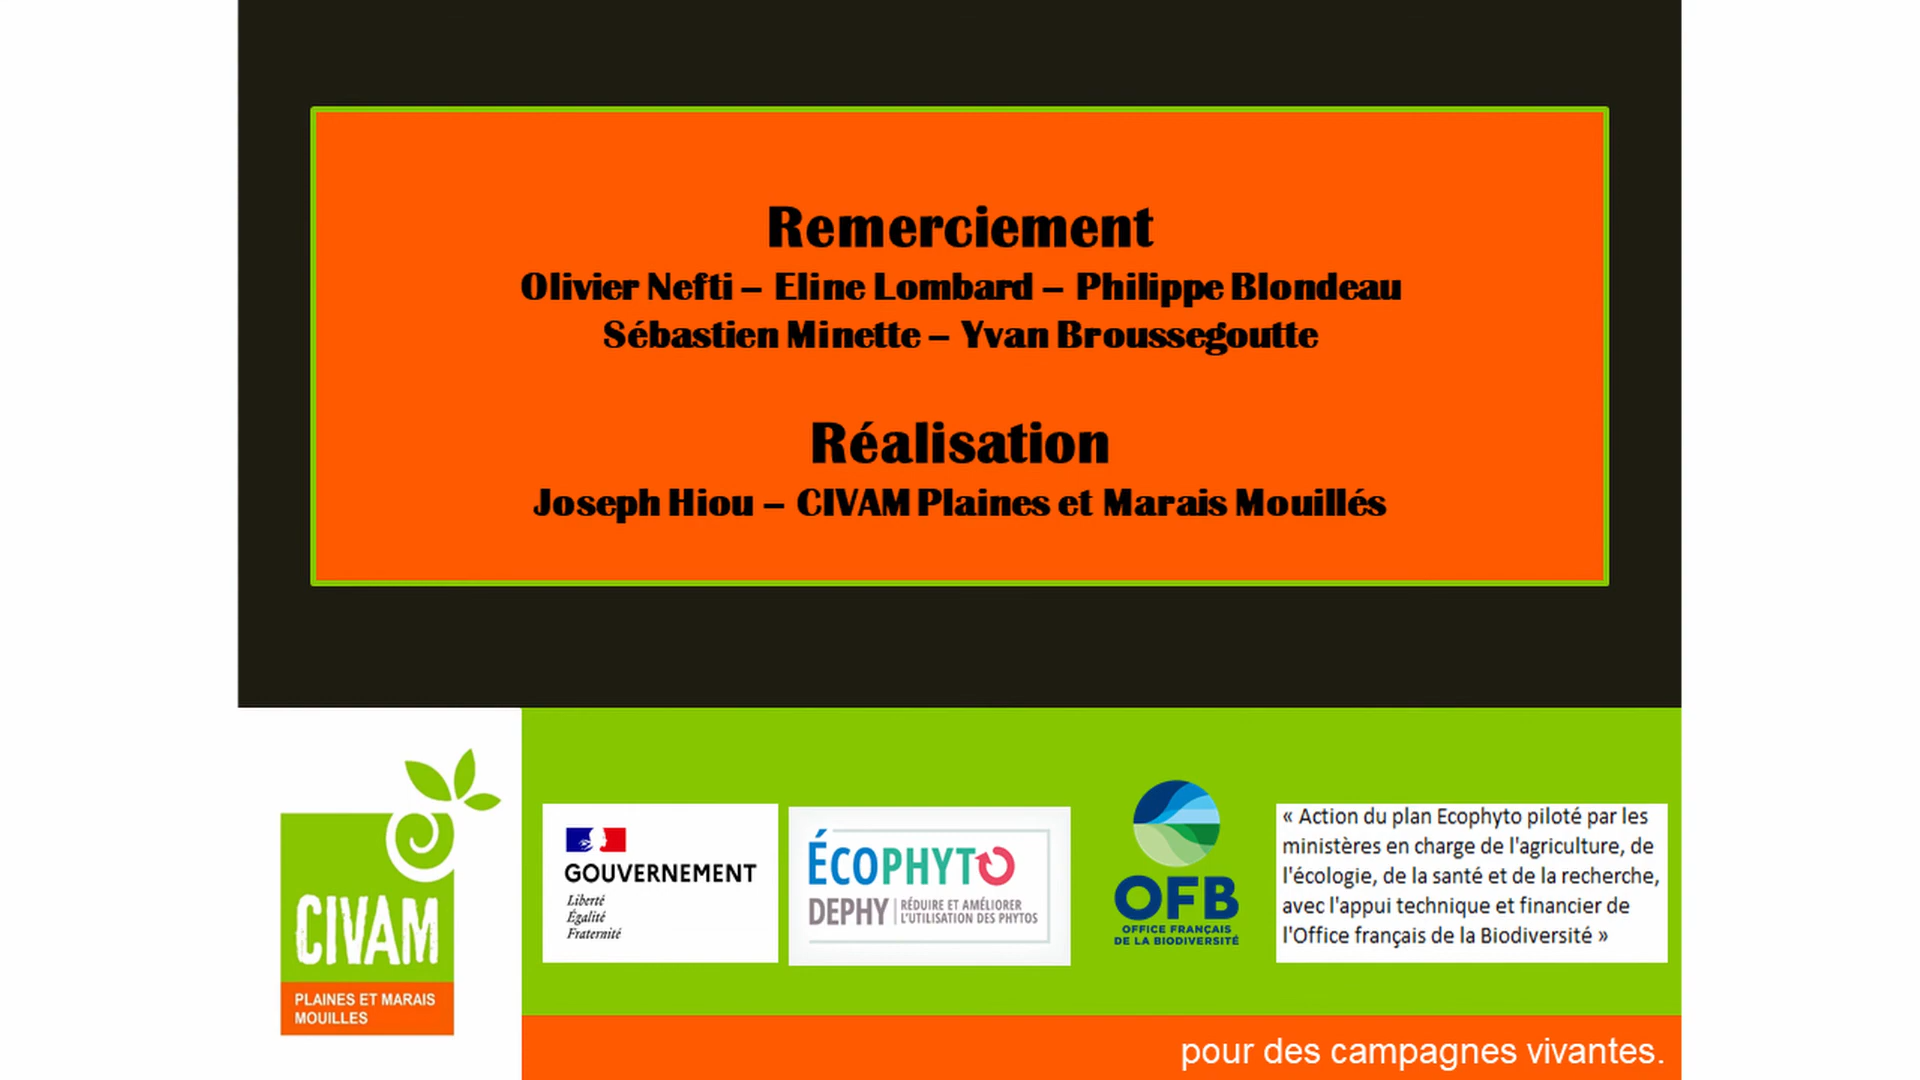 Remerciement
Olivier Nefti – Eline Lombard – Philippe Blondeau
Sébastien Minette – Yvan Broussegoutte
Réalisation
Joseph Hiou – CIVAM Plaines et Marais Mouillés
CIVAM
PLAINES ET MARAIS
MOUILLES
GOUVERNEMENT
Liberté
Égalité
Fraternité
ÉCOPHYTO
DEPHY
RÉDUIRE ET AMÉLIORER
L'UTILISATION DES PHYTOS
OFB
OFFICE FRANÇAIS
DE LA BIODIVERSITÉ
« Action du plan Ecophyto piloté par les
ministères en charge de l'agriculture, de
l'écologie, de la santé et de la recherche,
avec l'appui technique et financier de
l'Office français de la Biodiversité »
pour des campagnes vivantes.